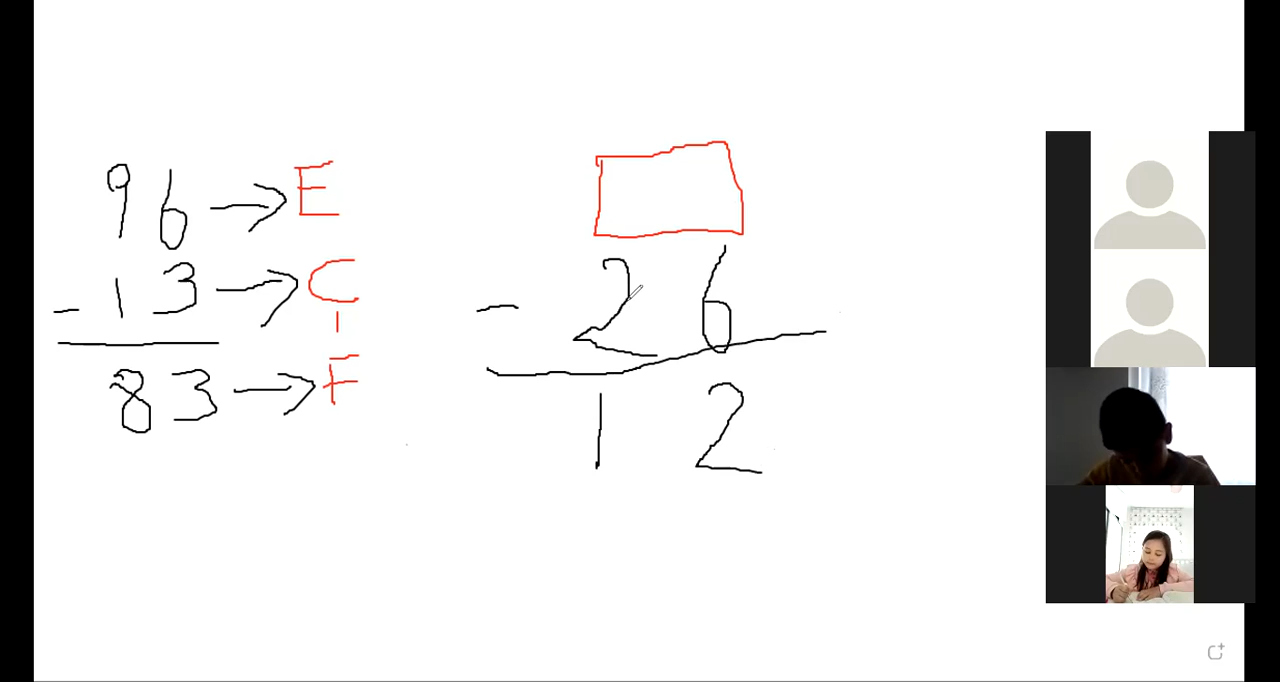 96 → E
- 13 → Ç
83 → F
- 26
12